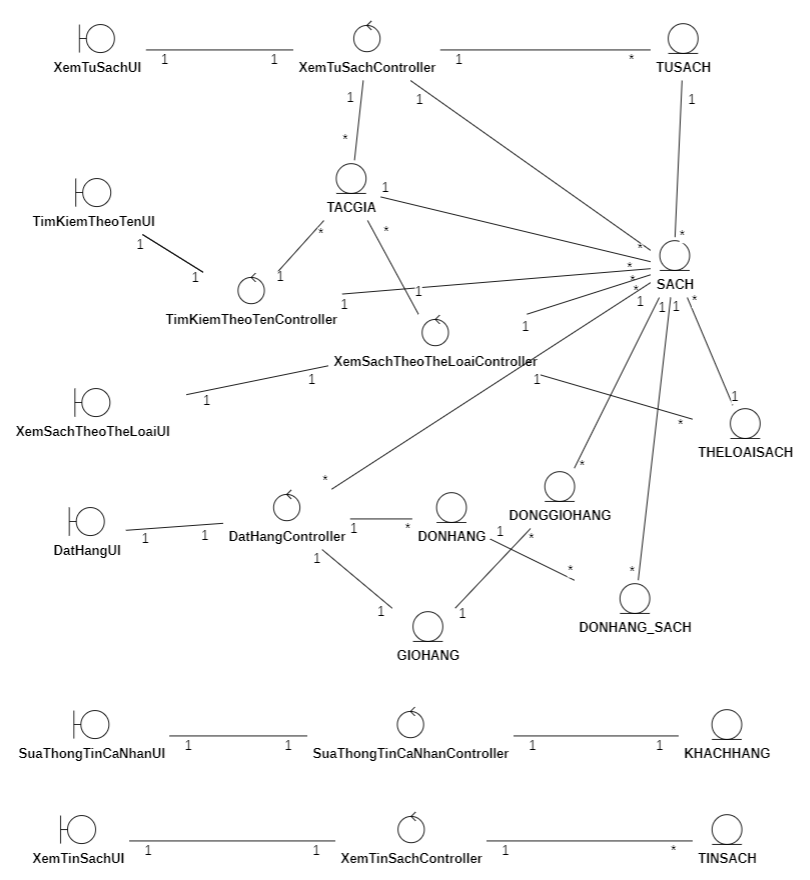 1 1 1 *
XemTuSachUI XemTuSachController TUSACH
1 1 1
*
1
TACGIA
TimKiemTheoTenUI
* * *
1 *
SACH
1 1 * *
1 * 1 1 1 *
1 1
TimKiemTheoTenController
XemSachTheoTheLoaiController
1 1
1 1
*
XemSachTheoTheLoaiUI
THELOAISACH
*
*
DONGGIOHANG
1 * 1 *
DatHangUI DatHangController DONHANG
1 1
1 * *
1 1
DONHANG_SACH
GIOHANG
SuaThongTinCaNhanUI SuaThongTinCaNhanController KHACHHANG
1 1 1 1
1 1 1 *
XemTinSachUI XemTinSachController TINSACH